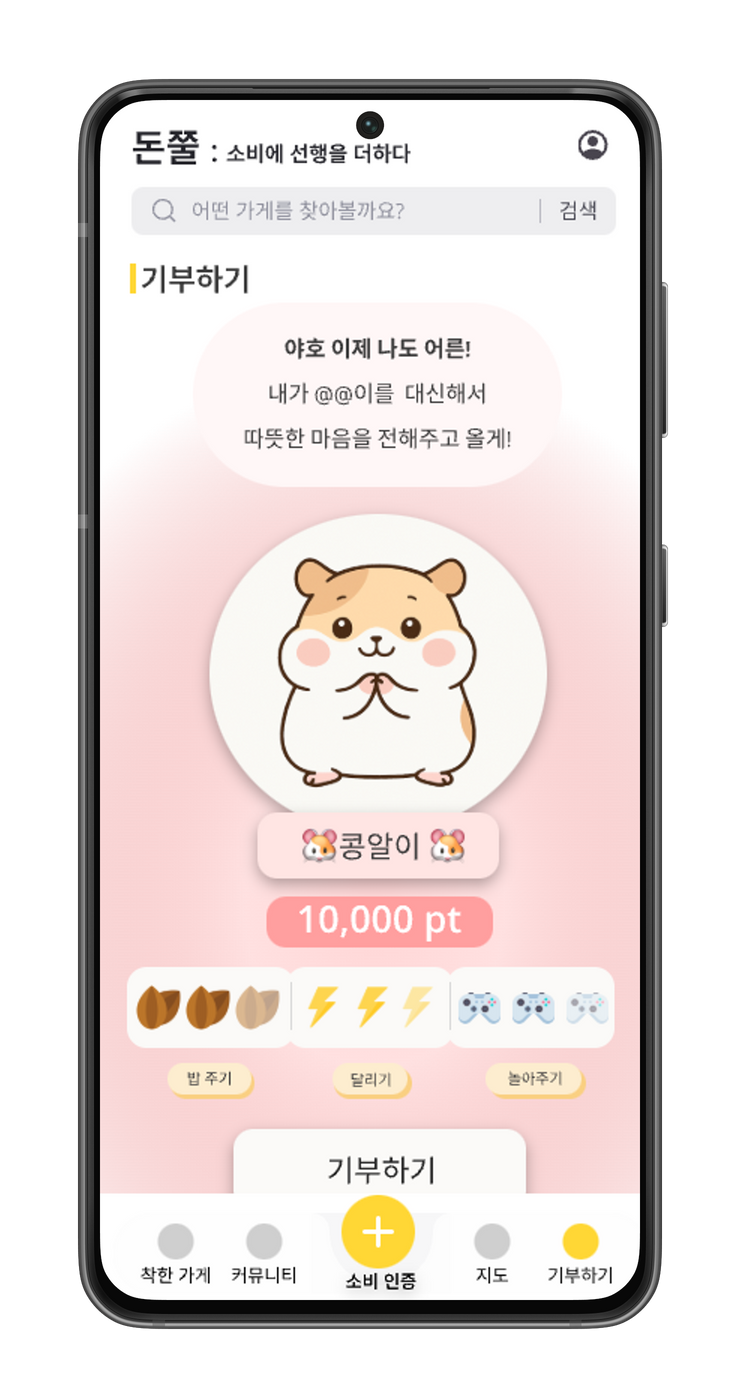 돈쭐 : 소비에 선행을 더하다
어떤 가게를 찾아볼까요? 검색
기부하기
야호 이제 나도 어른!
내가 @@이를 대신해서
따뜻한 마음을 전해주고 올게!
🐹콩알이 🐹
10,000 pt
밥 주기 달리기 놀아주기
기부하기
착한 가게 커뮤니티 소비 인증 지도 기부하기